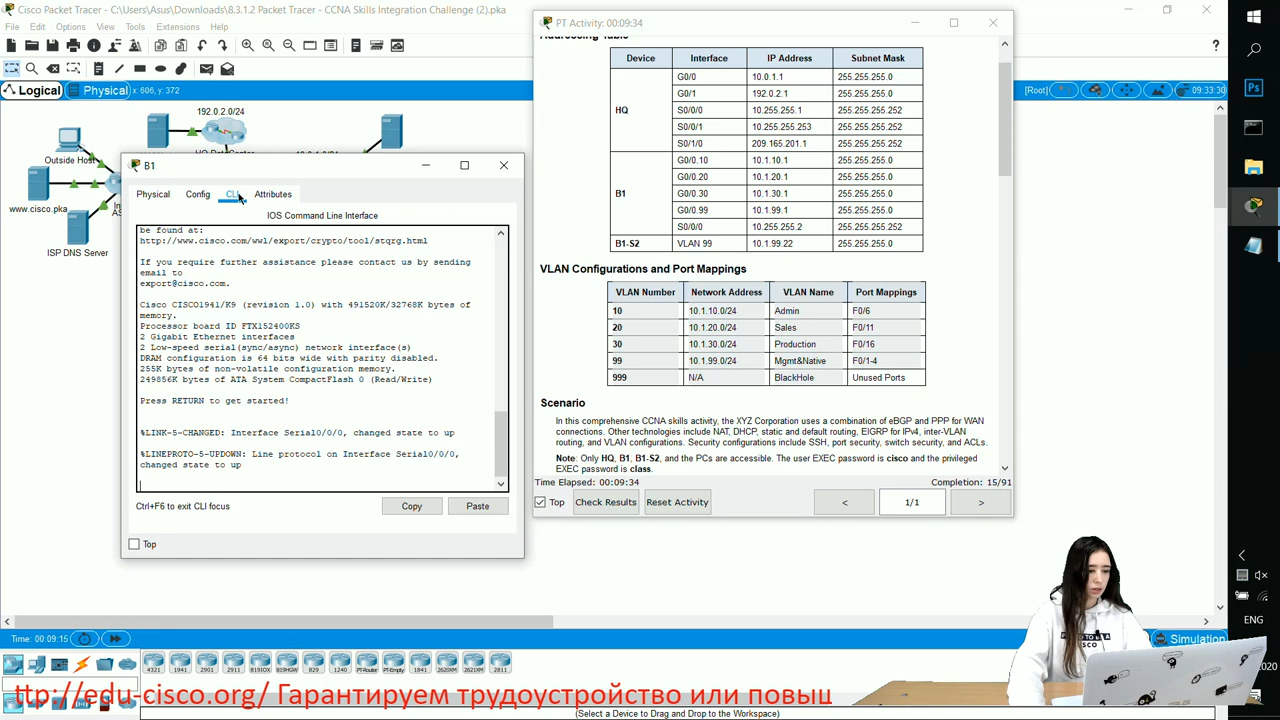 Cisco Packet Tracer - C:\Users\Asus\Downloads\8.3.1.2 Packet Tracer - CCNA Skills Integration Challenge (2).pka
File Edit Options View Tools Extensions Help
Logical Physical x: 606, y: 372
[Root] 09:33:30
192.0.2.0/24
Outside Host
www.cisco.pka
ISP DNS Server
B1
Physical Config CLI Attributes
IOS Command Line Interface
be found at:
http://www.cisco.com/wwl/export/crypto/tool/stqrg.html
If you require further assistance please contact us by sending
email to
export@cisco.com.
Cisco CISCO1941/K9 (revision 1.0) with 491520K/32768K bytes of
memory.
Processor board ID FTX152400KS
2 Gigabit Ethernet interfaces
2 Low-speed serial(sync/async) network interface(s)
DRAM configuration is 64 bits wide with parity disabled.
255K bytes of non-volatile configuration memory.
249856K bytes of ATA System CompactFlash 0 (Read/Write)
Press RETURN to get started!
%LINK-5-CHANGED: Interface Serial0/0/0, changed state to up
%LINEPROTO-5-UPDOWN: Line protocol on Interface Serial0/0/0,
changed state to up
Ctrl+F6 to exit CLI focus
Copy Paste
Top
PT Activity: 00:09:34
Addressing Table
Device Interface IP Address Subnet Mask
HQ
G0/0 10.0.1.1 255.255.255.0
G0/1 192.0.2.1 255.255.255.0
S0/0/0 10.255.255.1 255.255.255.252
S0/0/1 10.255.255.253 255.255.255.252
S0/1/0 209.165.201.1 255.255.255.252
B1
G0/0.10 10.1.10.1 255.255.255.0
G0/0.20 10.1.20.1 255.255.255.0
G0/0.30 10.1.30.1 255.255.255.0
G0/0.99 10.1.99.1 255.255.255.0
S0/0/0 10.255.255.2 255.255.255.252
B1-S2 VLAN 99 10.1.99.22 255.255.255.0
VLAN Configurations and Port Mappings
VLAN Number Network Address VLAN Name Port Mappings
10 10.1.10.0/24 Admin F0/6
20 10.1.20.0/24 Sales F0/11
30 10.1.30.0/24 Production F0/16
99 10.1.99.0/24 Mgmt&Native F0/1-4
999 N/A BlackHole Unused Ports
Scenario
In this comprehensive CCNA skills activity, the XYZ Corporation uses a combination of eBGP and PPP for WAN
connections. Other technologies include NAT, DHCP, static and default routing, EIGRP for IPv4, inter-VLAN
routing, and VLAN configurations. Security configurations include SSH, port security, switch security, and ACLs.
Note: Only HQ, B1, B1-S2, and the PCs are accessible. The user EXEC password is cisco and the privileged
EXEC password is class.
Time Elapsed: 00:09:34 Completion: 15/91
Top Check Results Reset Activity < 1/1 >
Time: 00:09:15
Simulation
4321 1941 2901 2911 819IOX 819HGW 829 1240 PT-Router PT-Empty 1841 2620XM 2621XM 2811
ttp://edu-cisco.org/ Гарантируем трудоустройство или повыш
(Select a Device to Drag and Drop to the Workspace)
ENG
CISCO